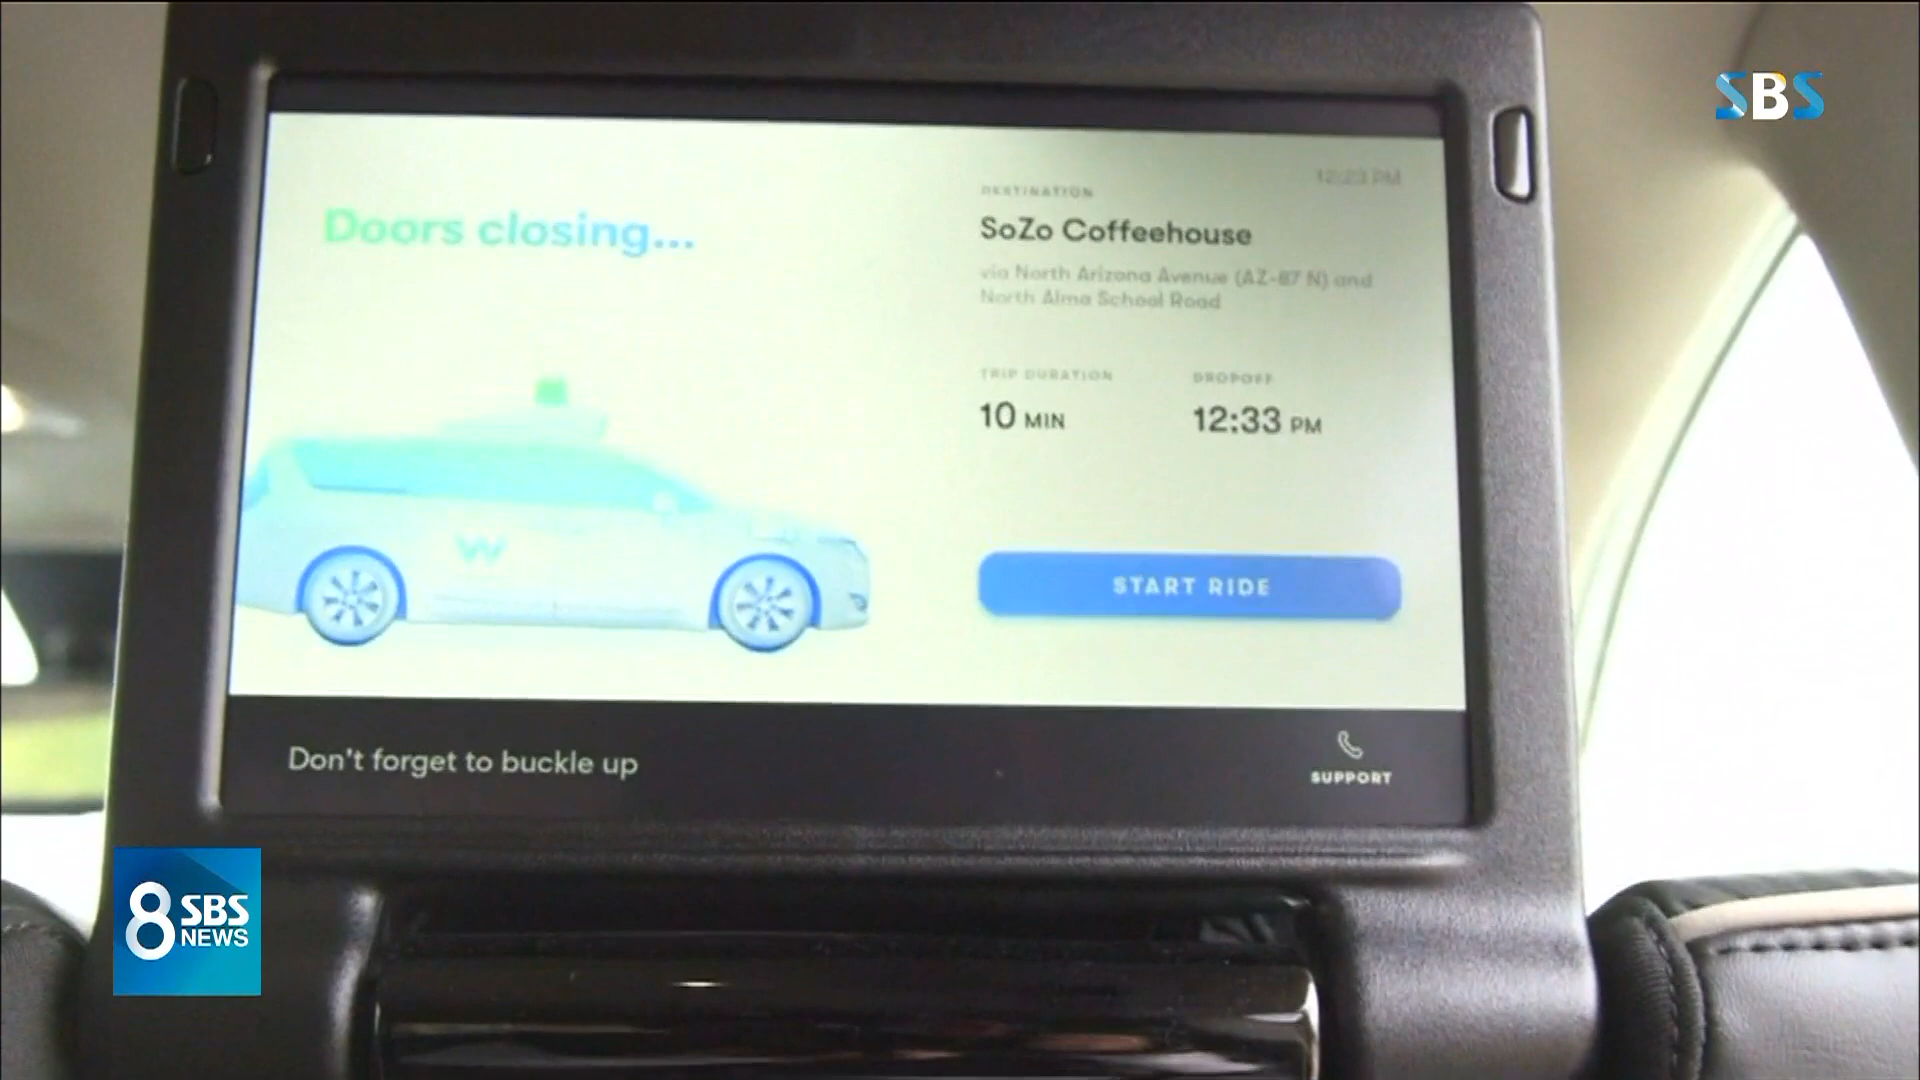 SBS
12:23 PM
Doors closing...
DESTINATION
SoZo Coffeehouse
via North Arizona Avenue (AZ-87 N) and
North Alma School Road
TRIP DURATION
DROPOFF
10 MIN
12:33 PM
W
START RIDE
Don't forget to buckle up
SUPPORT
8 SBS
NEWS